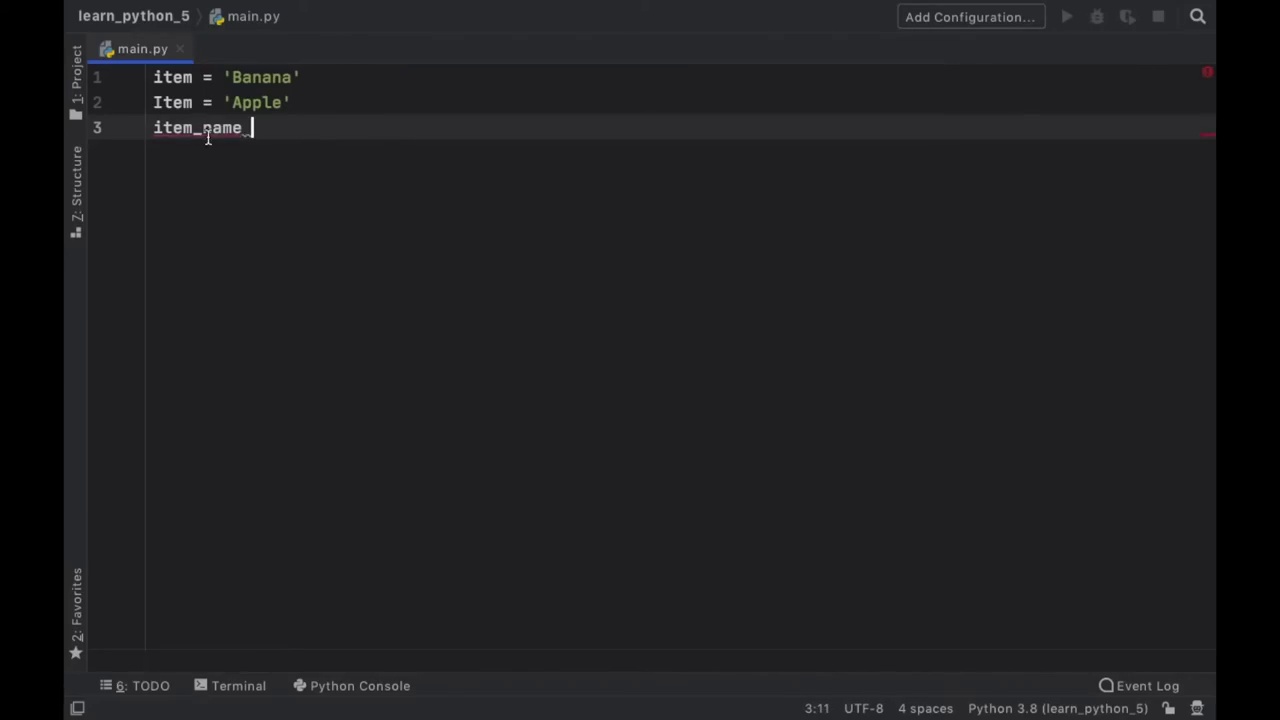 learn_python_5 main.py Add Configuration...
main.py
1: Project
7: Structure
2: Favorites
1 item = 'Banana'
2 Item = 'Apple'
3 item_name
6: TODO Terminal Python Console Event Log
3:11 UTF-8 4 spaces Python 3.8 (learn_python_5)